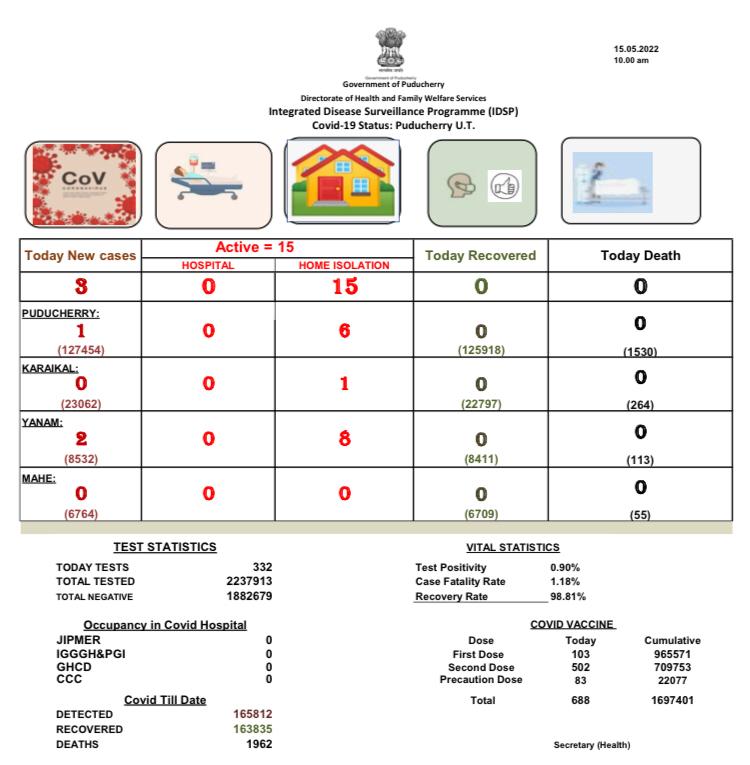 15.05.2022
10.00 am
सत्यमेव जयते
Government of Puducherry
Government of Puducherry
Directorate of Health and Family Welfare Services
Integrated Disease Surveillance Programme (IDSP)
Covid-19 Status: Puducherry U.T.
CoV
CORONAVIRUS
Today New cases
Active = 15
HOSPITAL
HOME ISOLATION
Today Recovered
Today Death
3 0 15 0 0
PUDUCHERRY:
1 0 6 0 0
(127454) (125918) (1530)
KARAIKAL:
0 0 1 0 0
(23062) (22797) (264)
YANAM:
2 0 8 0 0
(8532) (8411) (113)
MAHE:
0 0 0 0 0
(6764) (6709) (55)
TEST STATISTICS
TODAY TESTS 332
TOTAL TESTED 2237913
TOTAL NEGATIVE 1882679
VITAL STATISTICS
Test Positivity 0.90%
Case Fatality Rate 1.18%
Recovery Rate 98.81%
Occupancy in Covid Hospital
JIPMER 0
IGGGH&PGI 0
GHCD 0
CCC 0
COVID VACCINE
Dose Today Cumulative
First Dose 103 965571
Second Dose 502 709753
Precaution Dose 83 22077
Total 688 1697401
Covid Till Date
DETECTED 165812
RECOVERED 163835
DEATHS 1962
Secretary (Health)